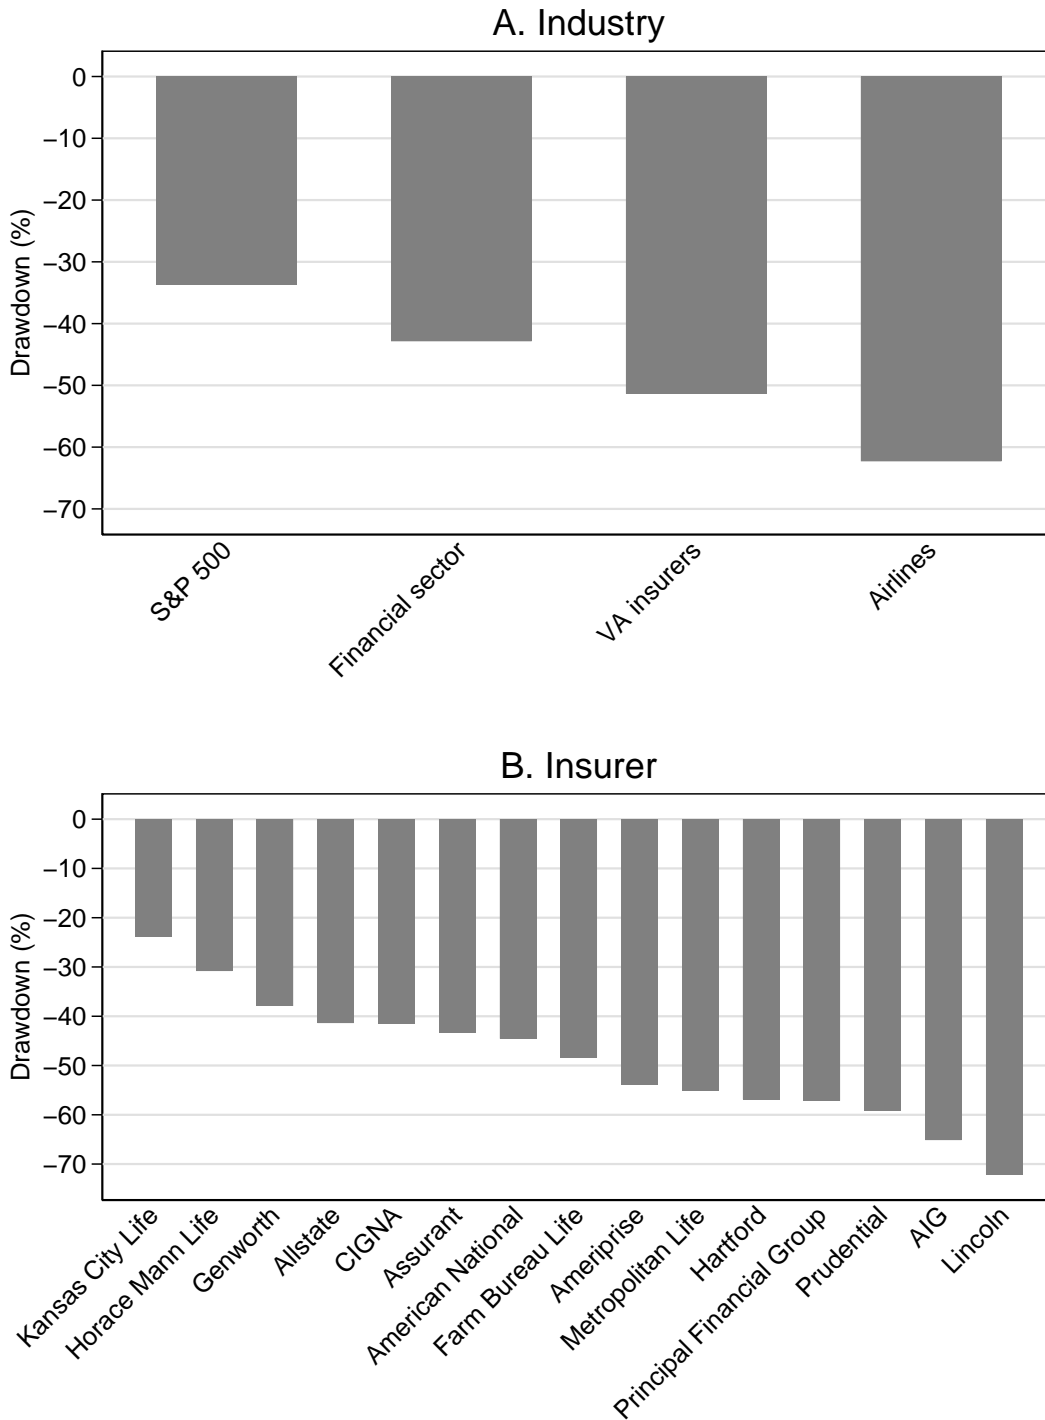 A. Industry
0
−10
−20
−30
−40
−50
−60
−70
Drawdown (%)
S&P 500
Financial sector
VA insurers
Airlines
B. Insurer
0
−10
−20
−30
−40
−50
−60
−70
Drawdown (%)
Kansas City Life
Horace Mann Life
Genworth
Allstate
CIGNA
Assurant
American National
Farm Bureau Life
Ameriprise
Metropolitan Life
Hartford
Principal Financial Group
Prudential
AIG
Lincoln